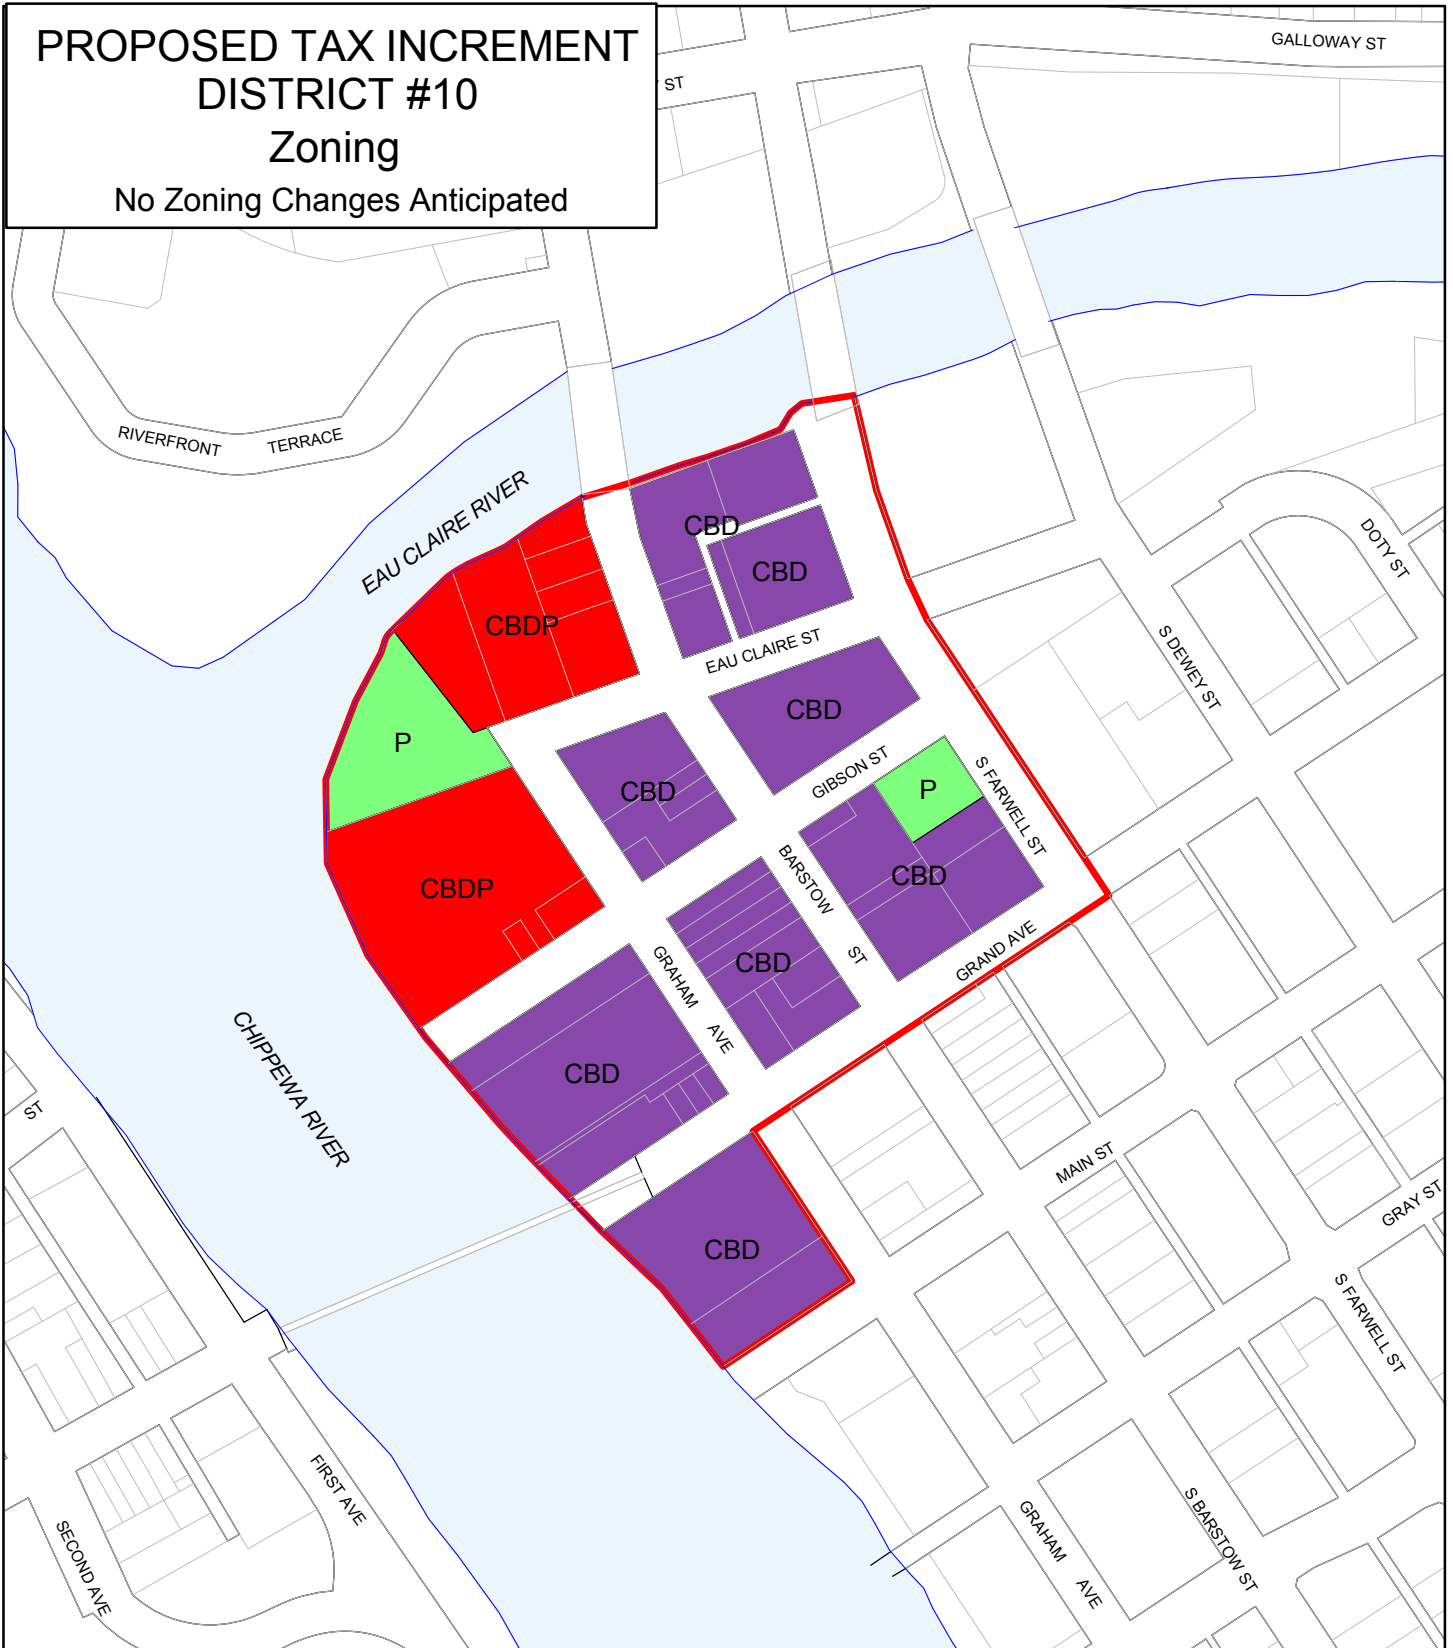 PROPOSED TAX INCREMENT
DISTRICT #10
Zoning
No Zoning Changes Anticipated
GALLOWAY ST
ST
RIVERFRONT TERRACE
EAU CLAIRE RIVER
CBD
CBD
CBDP
EAU CLAIRE ST
DOTY ST
S DEWEY ST
P
CBD
GIBSON ST
CBD
P
S FARWELL ST
CBDP
BARSTOW ST
CBD
GRAND AVE
CBD
GRAHAM AVE
CHIPPEWA RIVER
CBD
ST
MAIN ST
GRAY ST
CBD
S FARWELL ST
FIRST AVE
SECOND AVE
GRAHAM AVE
S BARSTOW ST